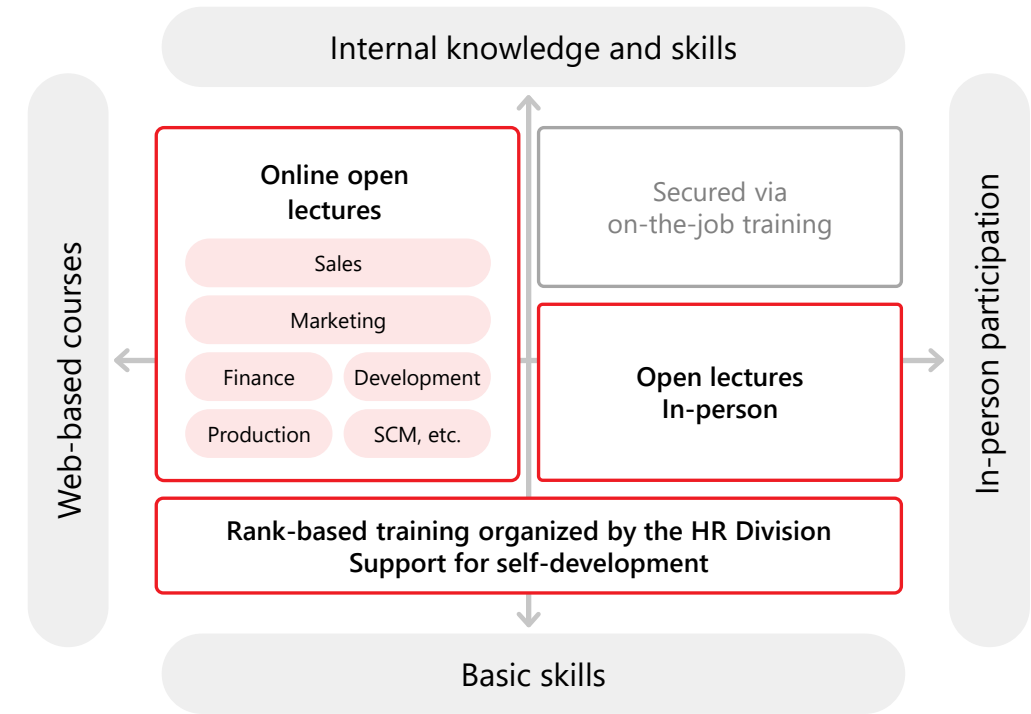 Internal knowledge and skills
Web-based courses
Online open
lectures
Sales
Marketing
Finance
Development
Production
SCM, etc.
Secured via
on-the-job training
Open lectures
In-person
In-person participation
Rank-based training organized by the HR Division
Support for self-development
Basic skills